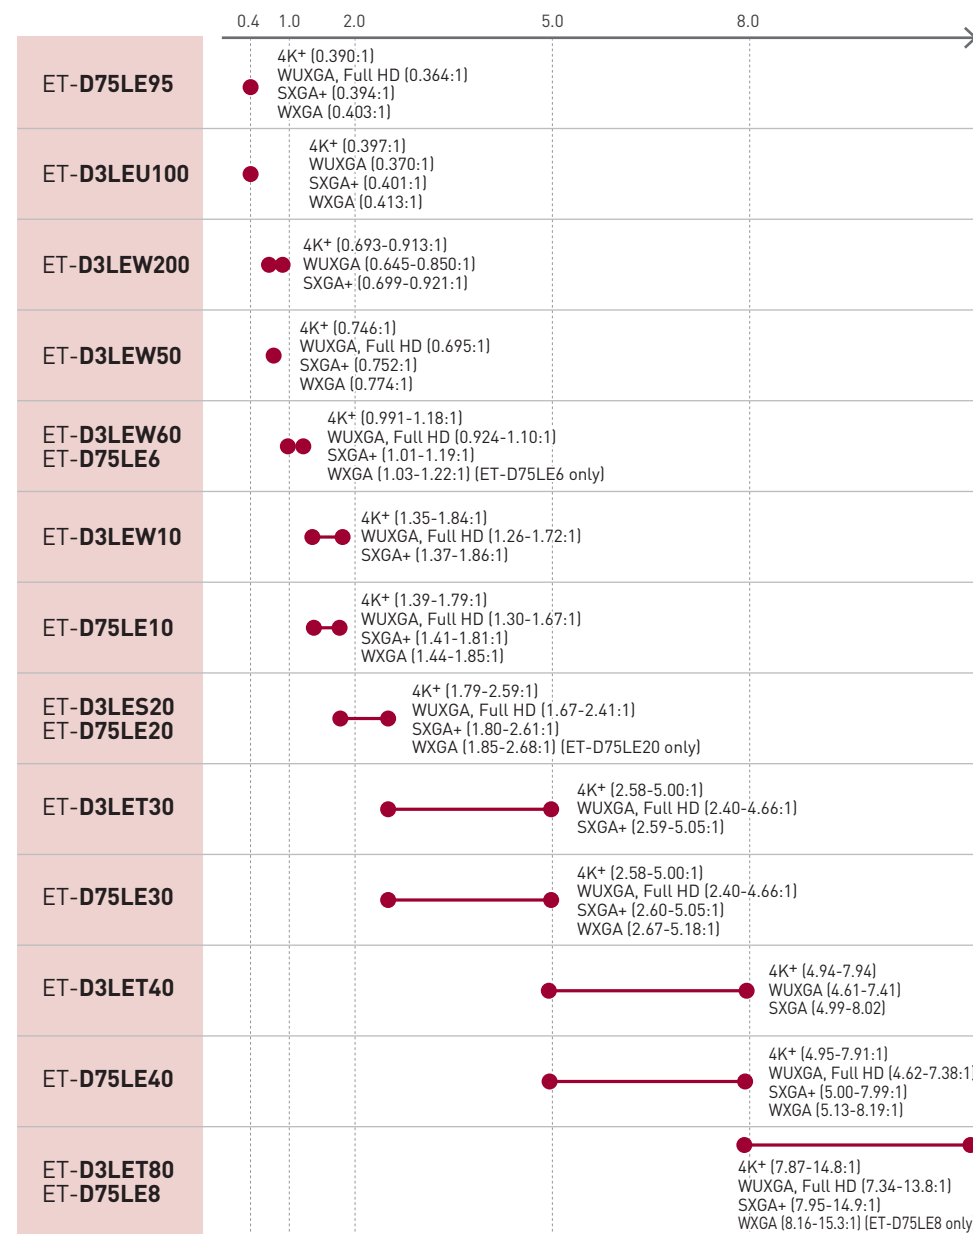 0.4 1.0 2.0 5.0 8.0
ET-D75LE95
4K+ (0.390:1)
WUXGA, Full HD (0.364:1)
SXGA+ (0.394:1)
WXGA (0.403:1)
ET-D3LEU100
4K+ (0.397:1)
WUXGA (0.370:1)
SXGA+ (0.401:1)
WXGA (0.413:1)
ET-D3LEW200
4K+ (0.693-0.913:1)
WUXGA (0.645-0.850:1)
SXGA+ (0.699-0.921:1)
ET-D3LEW50
4K+ (0.746:1)
WUXGA, Full HD (0.695:1)
SXGA+ (0.752:1)
WXGA (0.774:1)
ET-D3LEW60
ET-D75LE6
4K+ (0.991-1.18:1)
WUXGA, Full HD (0.924-1.10:1)
SXGA+ (1.01-1.19:1)
WXGA (1.03-1.22:1) (ET-D75LE6 only)
ET-D3LEW10
4K+ (1.35-1.84:1)
WUXGA, Full HD (1.26-1.72:1)
SXGA+ (1.37-1.86:1)
ET-D75LE10
4K+ (1.39-1.79:1)
WUXGA, Full HD (1.30-1.67:1)
SXGA+ (1.41-1.81:1)
WXGA (1.44-1.85:1)
ET-D3LES20
ET-D75LE20
4K+ (1.79-2.59:1)
WUXGA, Full HD (1.67-2.41:1)
SXGA+ (1.80-2.61:1)
WXGA (1.85-2.68:1) (ET-D75LE20 only)
ET-D3LET30
4K+ (2.58-5.00:1)
WUXGA, Full HD (2.40-4.66:1)
SXGA+ (2.59-5.05:1)
ET-D75LE30
4K+ (2.58-5.00:1)
WUXGA, Full HD (2.40-4.66:1)
SXGA+ (2.60-5.05:1)
WXGA (2.67-5.18:1)
ET-D3LET40
4K+ (4.94-7.94)
WUXGA (4.61-7.41)
SXGA (4.99-8.02)
ET-D75LE40
4K+ (4.95-7.91:1)
WUXGA, Full HD (4.62-7.38:1)
SXGA+ (5.00-7.99:1)
WXGA (5.13-8.19:1)
ET-D3LET80
ET-D75LE8
4K+ (7.87-14.8:1)
WUXGA, Full HD (7.34-13.8:1)
SXGA+ (7.95-14.9:1)
WXGA (8.16-15.3:1) (ET-D75LE8 only